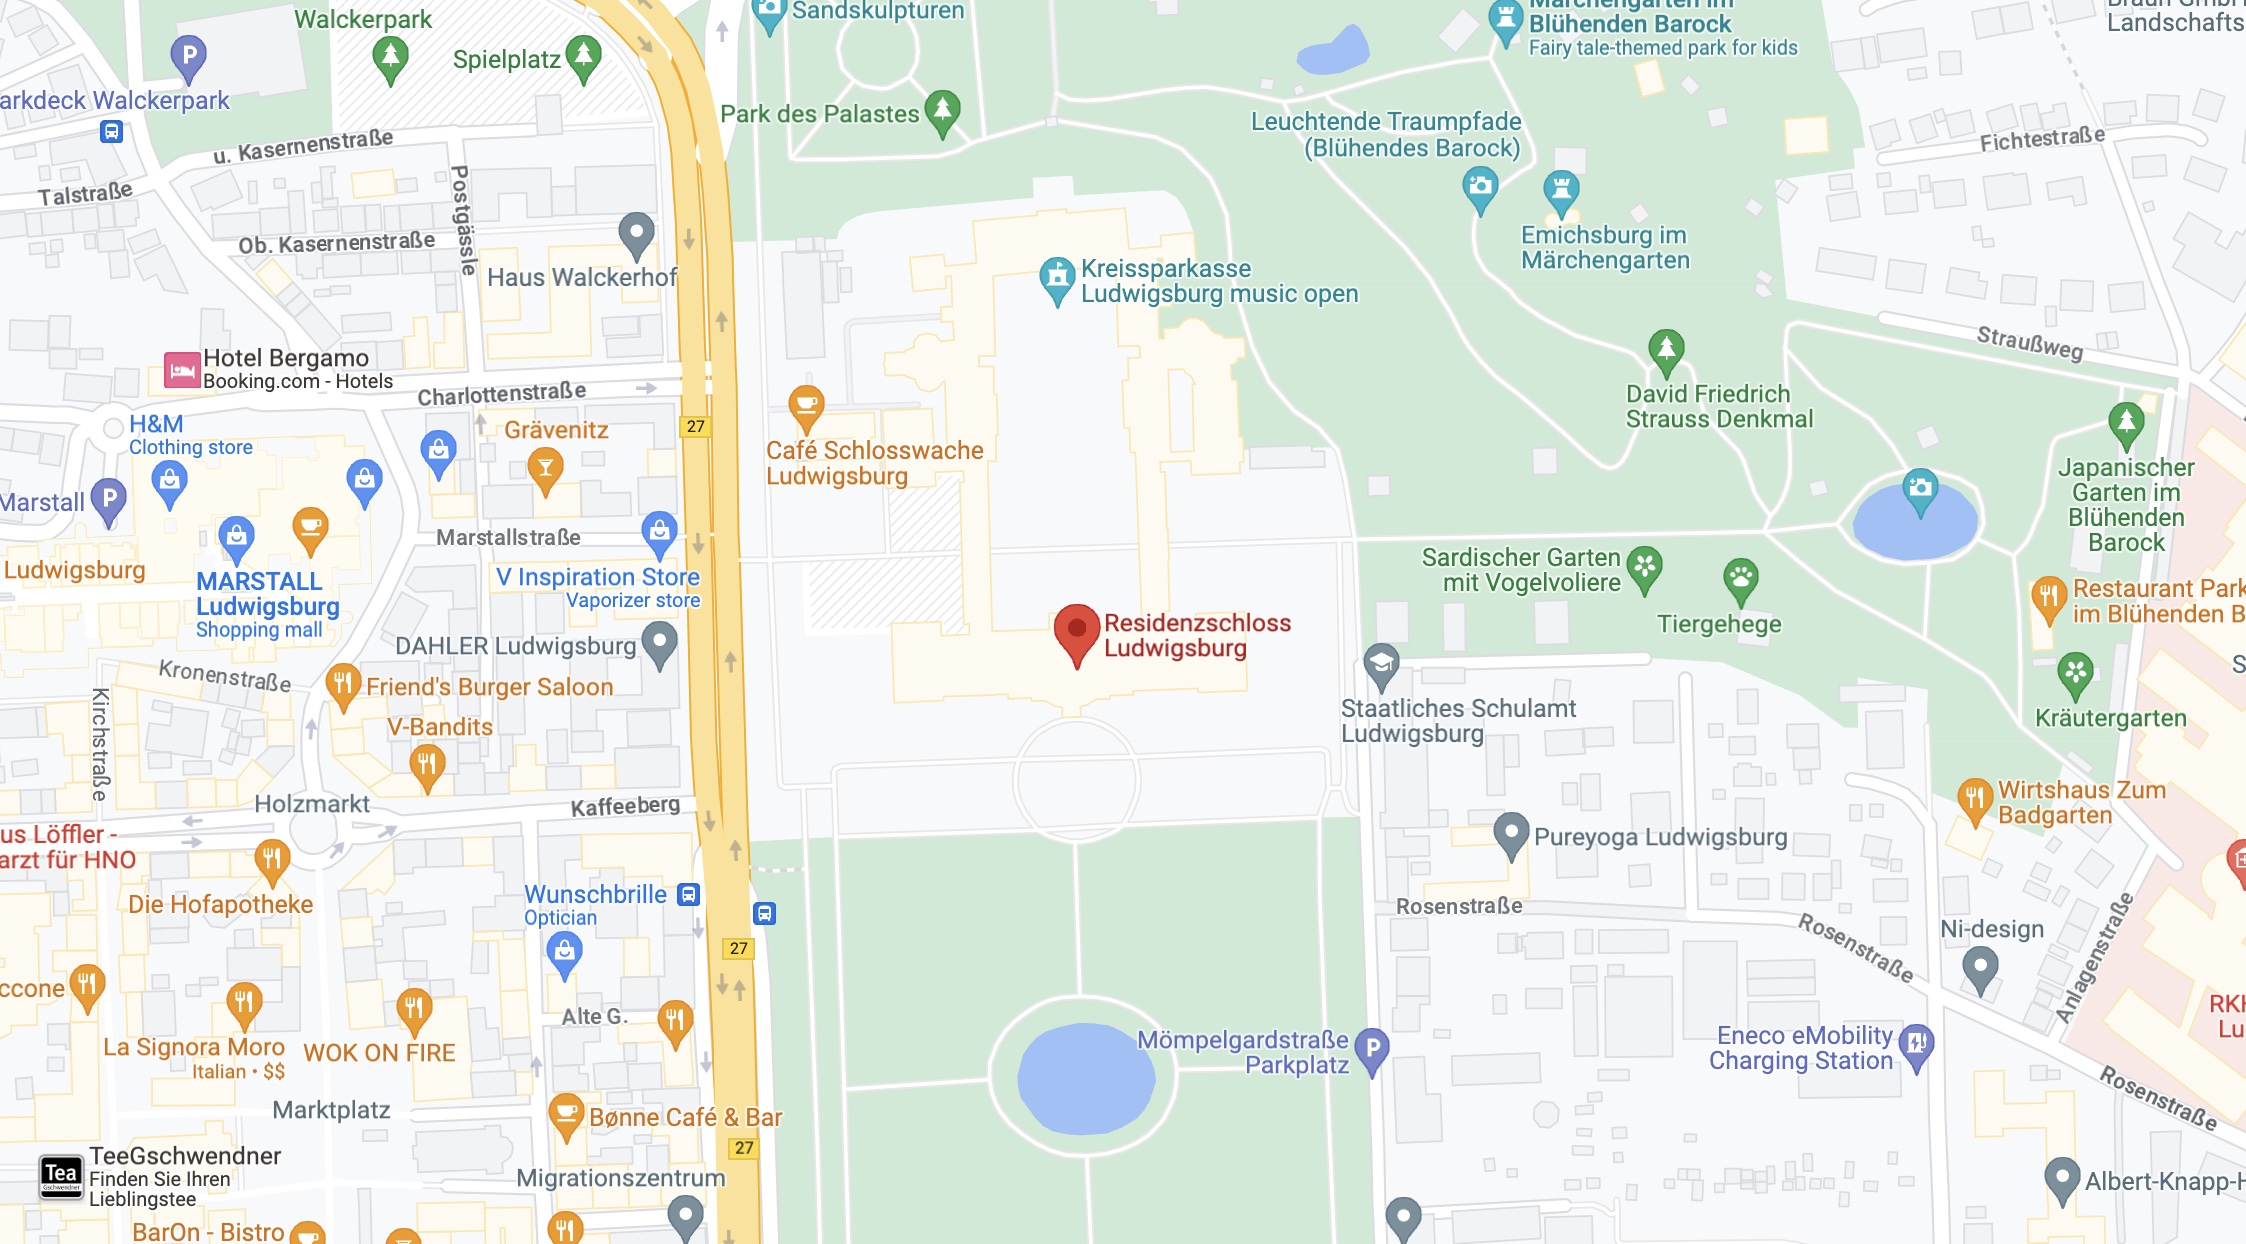 Walckerpark
Spielplatz
arkdeck Walckerpark
Sandskulpturen
Park des Palastes
Märchengarten im
Blühenden Barock
Fairy tale-themed park for kids
Landschafts
Leuchtende Traumpfade
(Blühendes Barock)
Fichtestraße
u. Kasernenstraße
Talstraße
Postgässle
Ob. Kasernenstraße
Haus Walckerhof
Kreissparkasse
Ludwigsburg music open
Emichsburg im
Märchengarten
Straußweg
Hotel Bergamo
Booking.com - Hotels
Charlottenstraße
David Friedrich
Strauss Denkmal
H&M
Clothing store
Grävenitz
27
Café Schlosswache
Ludwigsburg
Japanischer
Garten im
Blühenden
Barock
Marstall
Marstallstraße
Ludwigsburg
MARSTALL
Ludwigsburg
Shopping mall
V Inspiration Store
Vaporizer store
Sardischer Garten
mit Vogelvoliere
Tiergehege
Restaurant Park
im Blühenden B
DAHLER Ludwigsburg
Residenzschloss
Ludwigsburg
Kronenstraße
Kirchstraße
Friend's Burger Saloon
V-Bandits
Staatliches Schulamt
Ludwigsburg
Kräutergarten
S
Holzmarkt
Kaffeeberg
Wirtshaus Zum
Badgarten
us Löffler -
arzt für HNO
Pureyoga Ludwigsburg
Die Hofapotheke
Wunschbrille
Optician
Rosenstraße
Rosenstraße
Ni-design
Anlagenstraße
27
ccone
Alte G.
La Signora Moro
Italian • $$
WOK ON FIRE
Mömpelgardstraße
Parkplatz
Eneco eMobility
Charging Station
RKH
Lu
Rosenstraße
Marktplatz
Bønne Café & Bar
27
Tea
TeeGschwendner
Finden Sie Ihren
Lieblingstee
Migrationszentrum
Albert-Knapp-H
BarOn - Bistro